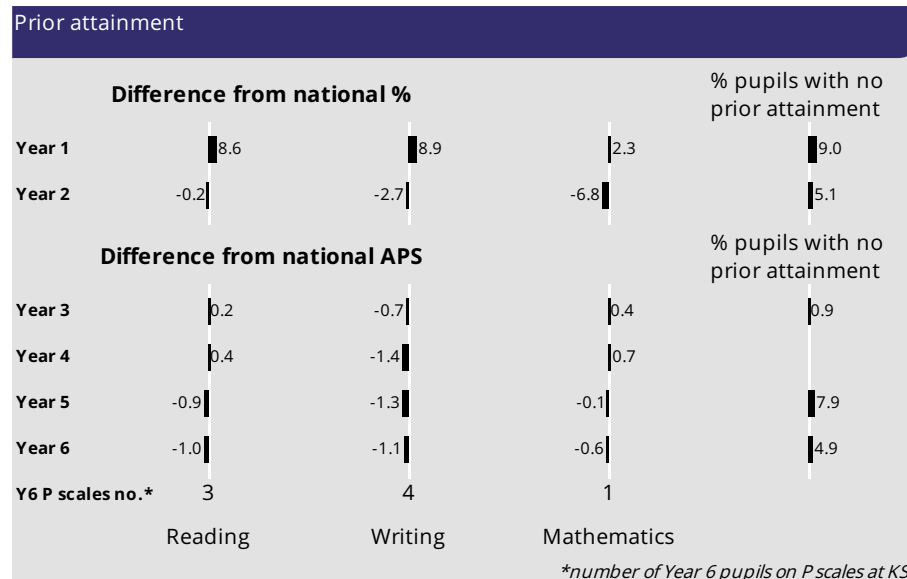 Prior attainment
Difference from national %
% pupils with no
prior attainment
Year 1 8.6 8.9 2.3 9.0
Year 2 -0.2 -2.7 -6.8 5.1
Difference from national APS
% pupils with no
prior attainment
Year 3 0.2 -0.7 0.4 0.9
Year 4 0.4 -1.4 0.7
Year 5 -0.9 -1.3 -0.1 7.9
Year 6 -1.0 -1.1 -0.6 4.9
Y6 P scales no.* 3 4 1
Reading Writing Mathematics
*number of Year 6 pupils on P scales at KS